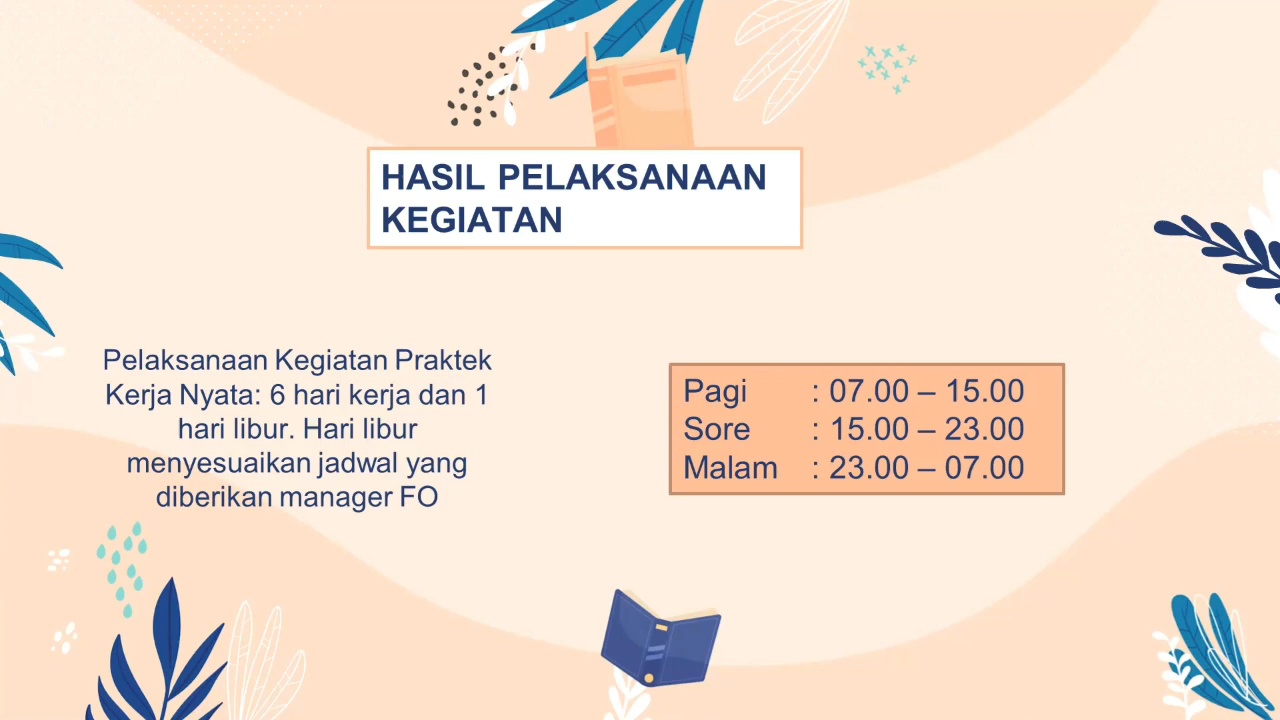 HASIL PELAKSANAAN
KEGIATAN
Pelaksanaan Kegiatan Praktek
Kerja Nyata: 6 hari kerja dan 1
hari libur. Hari libur
menyesuaikan jadwal yang
diberikan manager FO
Pagi : 07.00 – 15.00
Sore : 15.00 – 23.00
Malam : 23.00 – 07.00